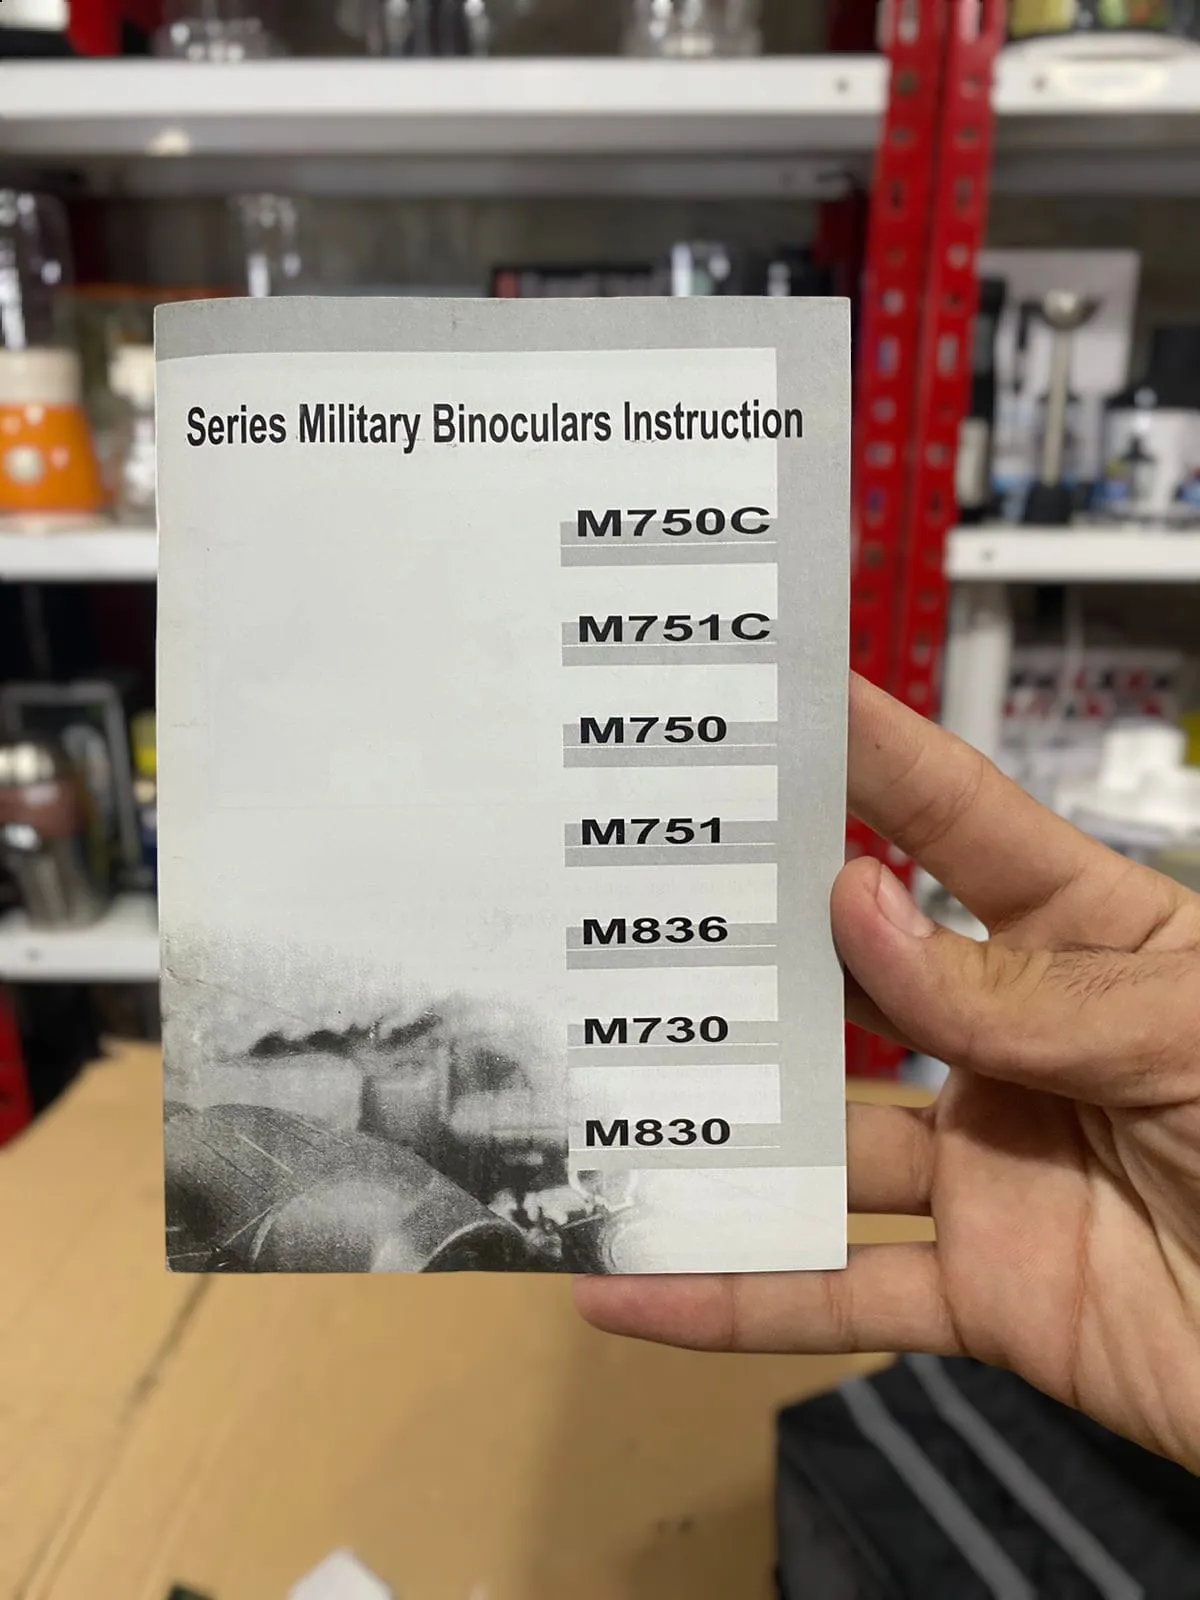 Series Military Binoculars Instruction
M750C
M751C
M750
M751
M836
M730
M830